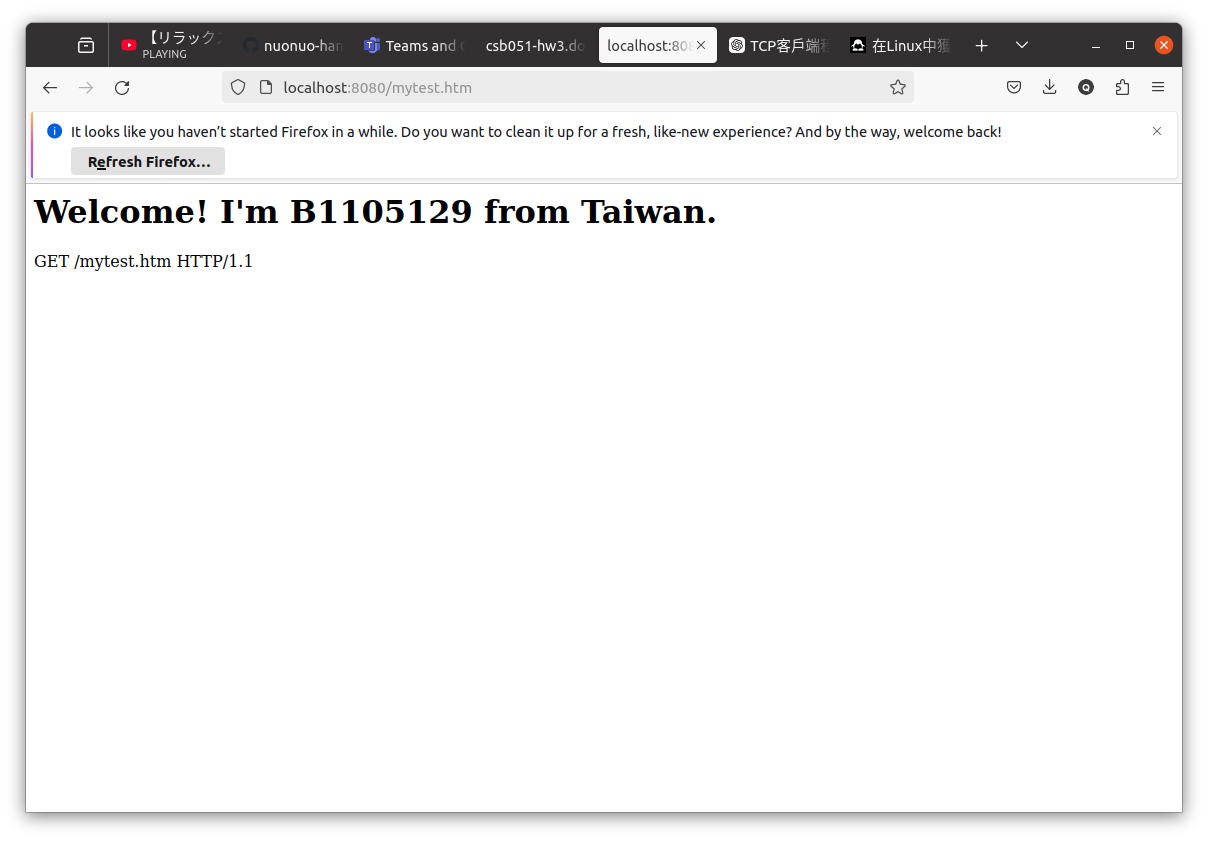 【リラック
PLAYING
nuonuo-han
Teams and
csb051-hw3.do
localhost:808
TCP客戶端
在Linux中獲
localhost:8080/mytest.htm
Q
It looks like you haven’t started Firefox in a while. Do you want to clean it up for a fresh, like-new experience? And by the way, welcome back!
Refresh Firefox…
Welcome! I'm B1105129 from Taiwan.
GET /mytest.htm HTTP/1.1